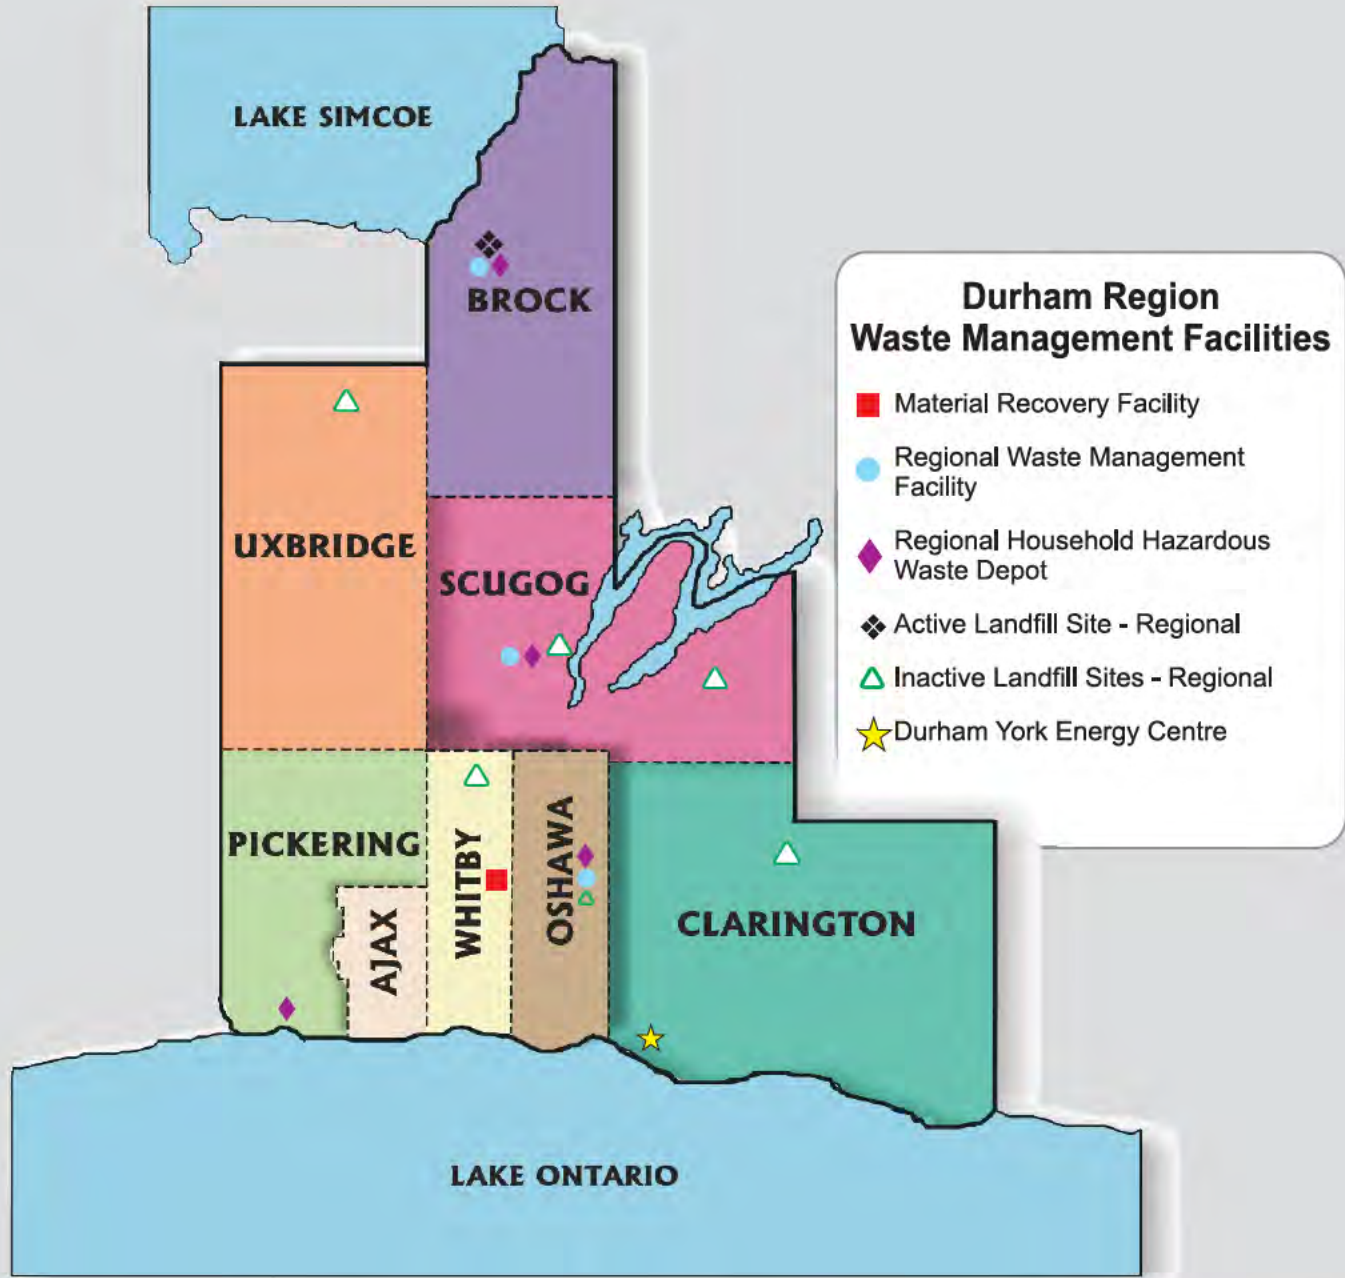 LAKE SIMCOE
BROCK
UXBRIDGE
SCUGOG
PICKERING
AJAX
WHITBY
OSHAWA
CLARINGTON
LAKE ONTARIO
Durham Region
Waste Management Facilities
Material Recovery Facility
Regional Waste Management
Facility
Regional Household Hazardous
Waste Depot
Active Landfill Site - Regional
Inactive Landfill Sites - Regional
Durham York Energy Centre